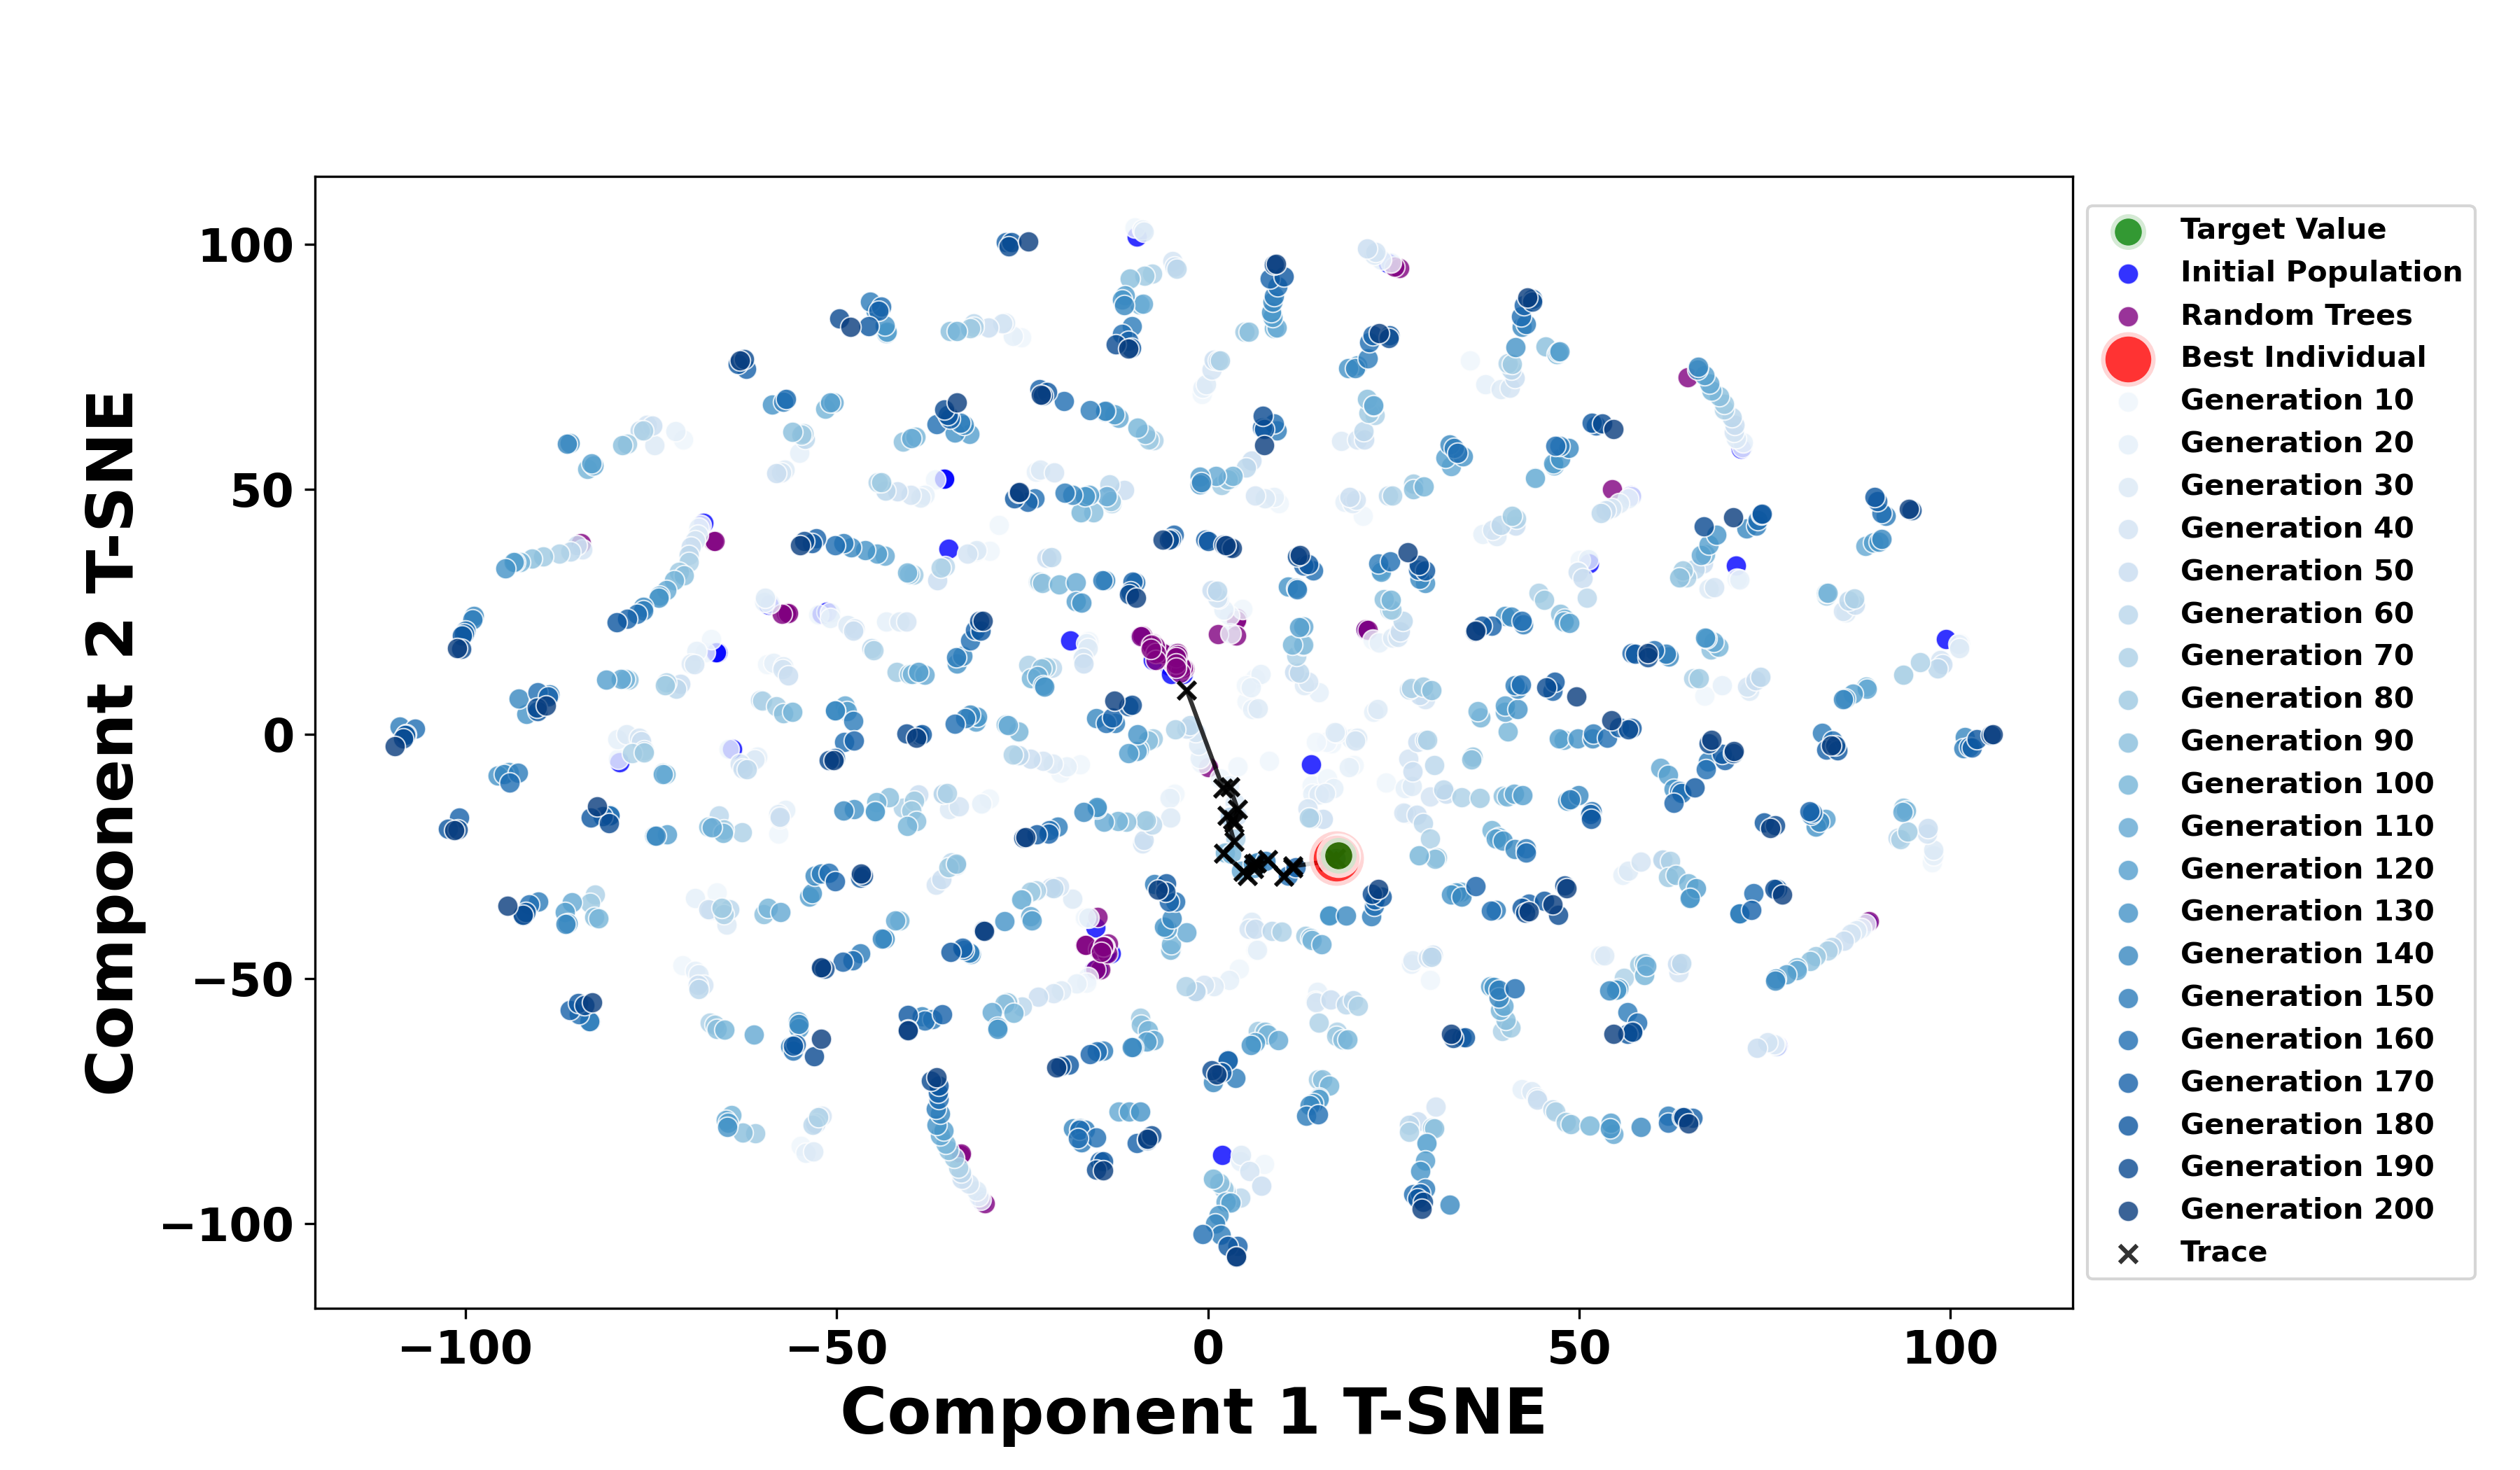 Component 2 T-SNE
100
50
0
−50
−100
−100
−50
0
50
100
Component 1 T-SNE
Target Value
Initial Population
Random Trees
Best Individual
Generation 10
Generation 20
Generation 30
Generation 40
Generation 50
Generation 60
Generation 70
Generation 80
Generation 90
Generation 100
Generation 110
Generation 120
Generation 130
Generation 140
Generation 150
Generation 160
Generation 170
Generation 180
Generation 190
Generation 200
Trace